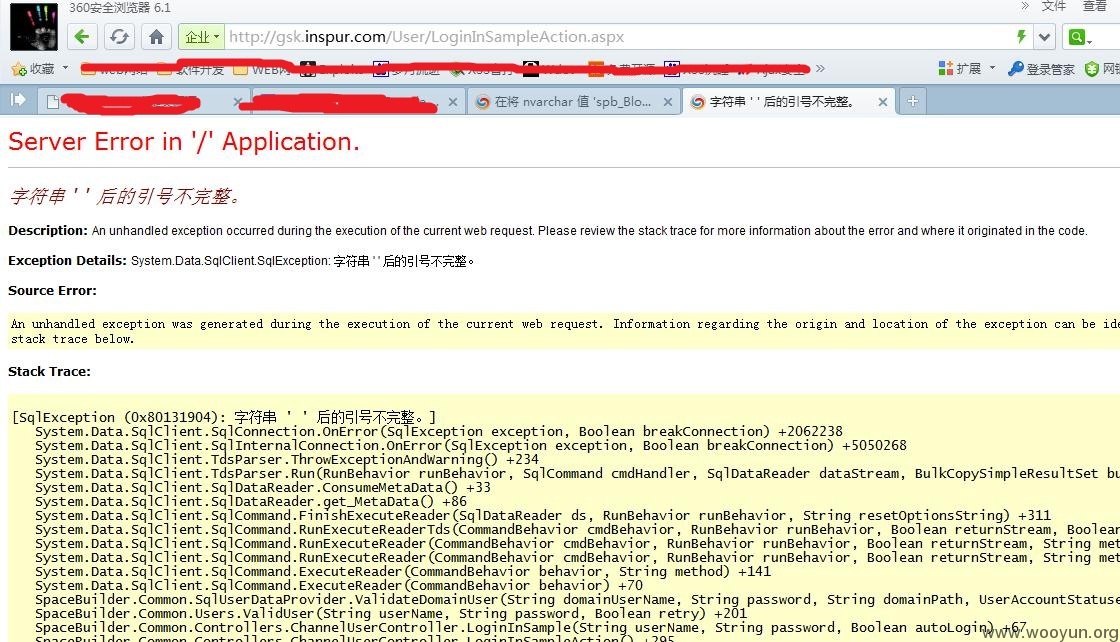 360安全浏览器 6.1
» 文件 查看
企业 http://gsk.inspur.com/User/LoginInSampleAction.aspx
收藏 » 扩展 登录管家
在将 nvarchar 值 'spb_Blo... 字符串 ' ' 后的引号不完整。
Server Error in '/' Application.
字符串 ' ' 后的引号不完整。
Description: An unhandled exception occurred during the execution of the current web request. Please review the stack trace for more information about the error and where it originated in the code.
Exception Details: System.Data.SqlClient.SqlException: 字符串 ' ' 后的引号不完整。
Source Error:
An unhandled exception was generated during the execution of the current web request. Information regarding the origin and location of the exception can be ide
stack trace below.
Stack Trace:
[SqlException (0x80131904): 字符串 ' ' 后的引号不完整。]
System.Data.SqlClient.SqlConnection.OnError(SqlException exception, Boolean breakConnection) +2062238
System.Data.SqlClient.SqlInternalConnection.OnError(SqlException exception, Boolean breakConnection) +5050268
System.Data.SqlClient.TdsParser.ThrowExceptionAndWarning() +234
System.Data.SqlClient.TdsParser.Run(RunBehavior runBehavior, SqlCommand cmdHandler, SqlDataReader dataStream, BulkCopySimpleResultSet bu
System.Data.SqlClient.SqlDataReader.ConsumeMetaData() +33
System.Data.SqlClient.SqlDataReader.get_MetaData() +86
System.Data.SqlClient.SqlCommand.FinishExecuteReader(SqlDataReader ds, RunBehavior runBehavior, String resetOptionsString) +311
System.Data.SqlClient.SqlCommand.RunExecuteReaderTds(CommandBehavior cmdBehavior, RunBehavior runBehavior, Boolean returnStream, Boolean
System.Data.SqlClient.SqlCommand.RunExecuteReader(CommandBehavior cmdBehavior, RunBehavior runBehavior, Boolean returnStream, String met
System.Data.SqlClient.SqlCommand.RunExecuteReader(CommandBehavior cmdBehavior, RunBehavior runBehavior, Boolean returnStream, String met
System.Data.SqlClient.SqlCommand.ExecuteReader(CommandBehavior behavior, String method) +141
System.Data.SqlClient.SqlCommand.ExecuteReader(CommandBehavior behavior) +70
SpaceBuilder.Common.SqlUserDataProvider.ValidateDomainUser(String domainUserName, String password, String domainPath, UserAccountStatuse
SpaceBuilder.Common.Users.ValidUser(String userName, String password, Boolean retry) +201
SpaceBuilder.Common.Controllers.ChannelUserController.LoginInSample(String userName, String password, Boolean autoLogin) +67
SpaceBuilder.Common.Controllers.ChannelUserController.LoginInSampleAction() +295
www.wooyun.org